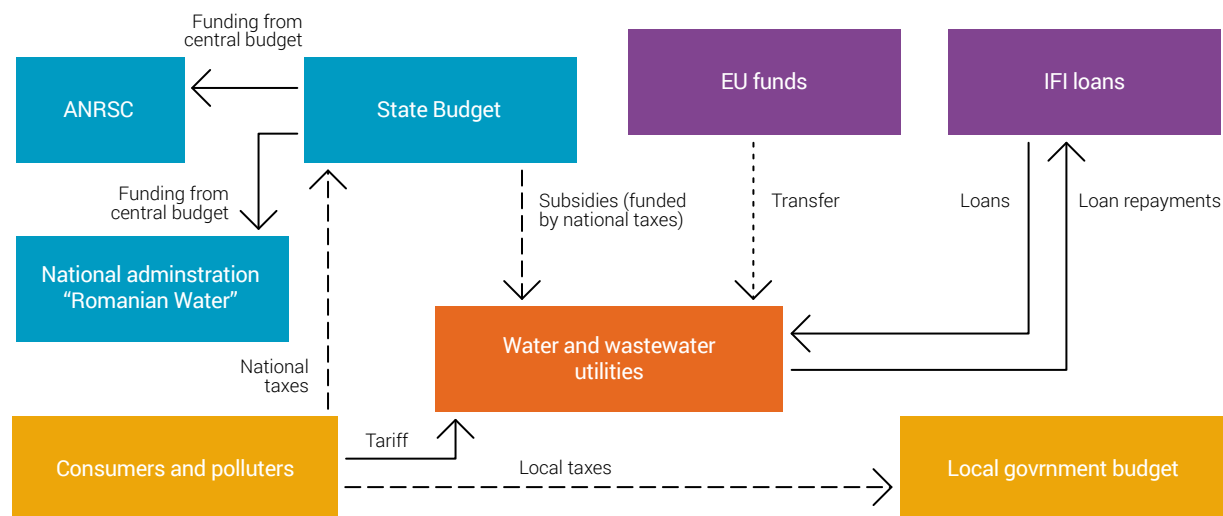 Funding from
central budget
ANRSC
State Budget
EU funds
IFI loans
Funding from
central budget
Subsidies (funded
by national taxes)
Transfer
Loans
Loan repayments
National adminstration
“Romanian Water”
Water and wastewater
utilities
National
taxes
Tariff
Consumers and polluters
Local taxes
Local govrnment budget